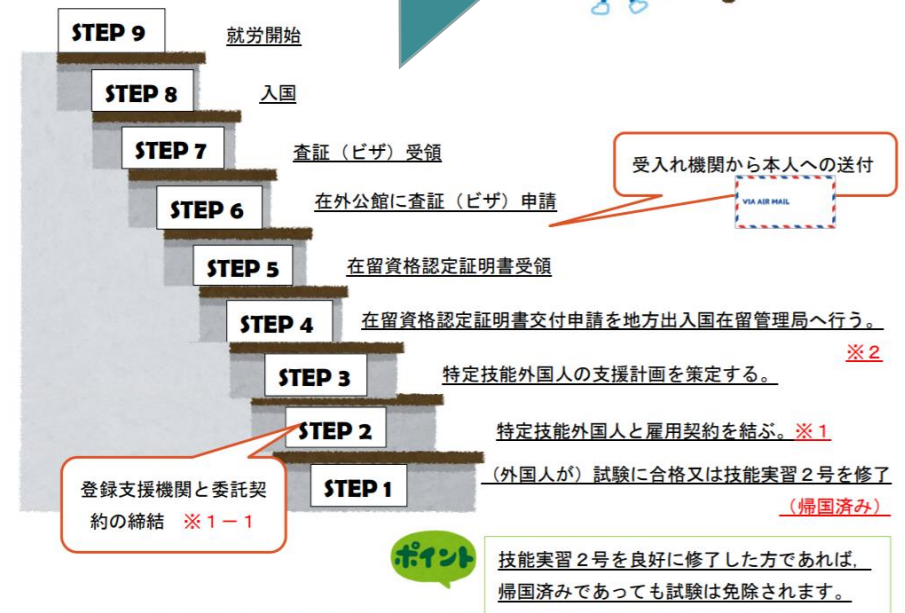 STEP 9 就労開始
STEP 8 入国
STEP 7 査証（ビザ）受領
受入れ機関から本人への送付
VIA AIR MAIL
STEP 6 在外公館に査証（ビザ）申請
STEP 5 在留資格認定証明書受領
STEP 4 在留資格認定証明書交付申請を地方出入国在留管理局へ行う。
※２
STEP 3 特定技能外国人の支援計画を策定する。
STEP 2 特定技能外国人と雇用契約を結ぶ。※１
STEP 1 （外国人が）試験に合格又は技能実習２号を修了
（帰国済み）
登録支援機関と委託契
約の締結 ※１－１
ポイント
技能実習２号を良好に修了した方であれば，
帰国済みであっても試験は免除されます。